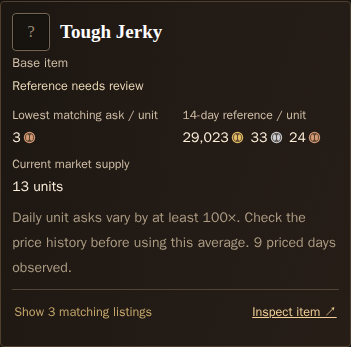 ?
Tough Jerky
Base item
Reference needs review
Lowest matching ask / unit
3
14-day reference / unit
29,023 33 24
Current market supply
13 units
Daily unit asks vary by at least 100×. Check the
price history before using this average. 9 priced days
observed.
Show 3 matching listings
Inspect item ↗